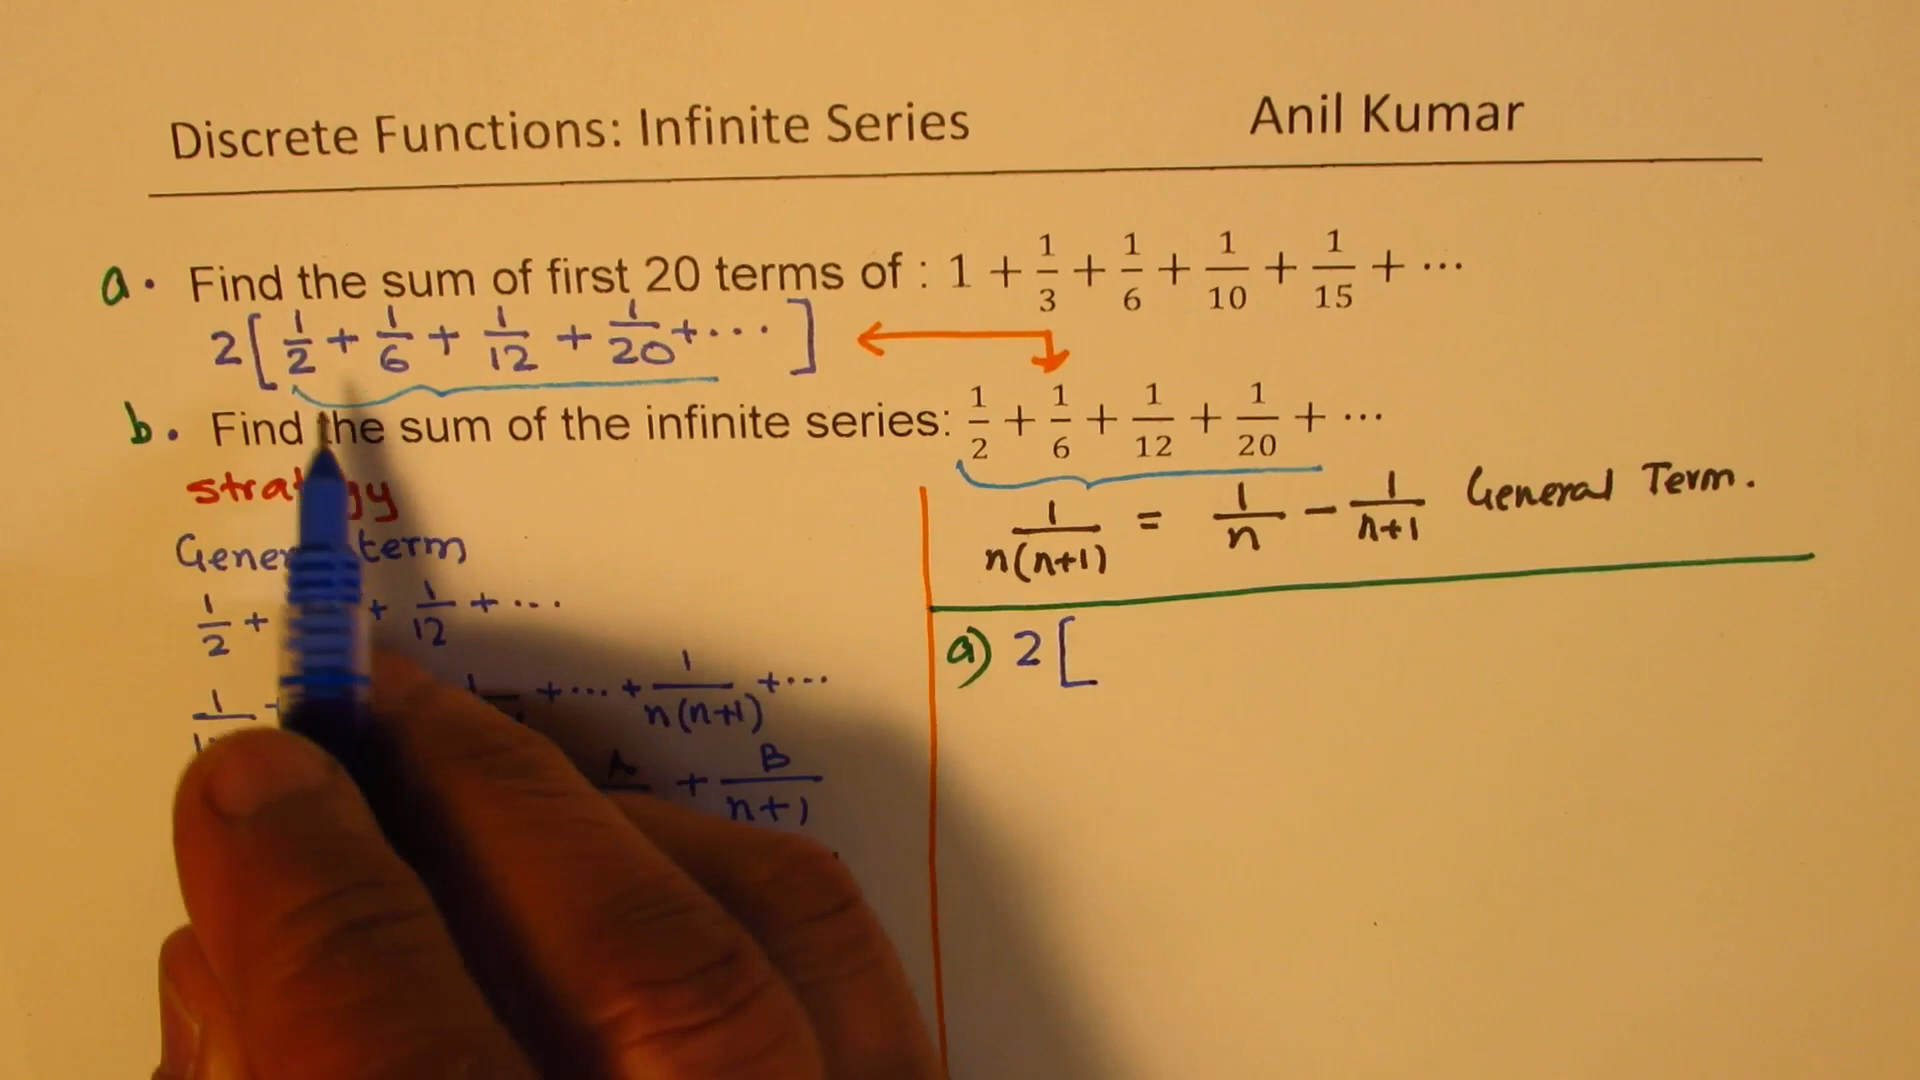 Discrete Functions: Infinite Series Anil Kumar
a. Find the sum of first 20 terms of : 1 + 1/3 + 1/6 + 1/10 + 1/15 + ⋯
2[1/2 + 1/6 + 1/12 + 1/20 + ⋯]
b. Find the sum of the infinite series: 1/2 + 1/6 + 1/12 + 1/20 + ⋯
1/n(n+1) = 1/n − 1/n+1 General Term.
term
1/2 + + 1/12 + ⋯
+ ⋯ + 1/n(n+1) + ⋯
+ B/n+1
a) 2[